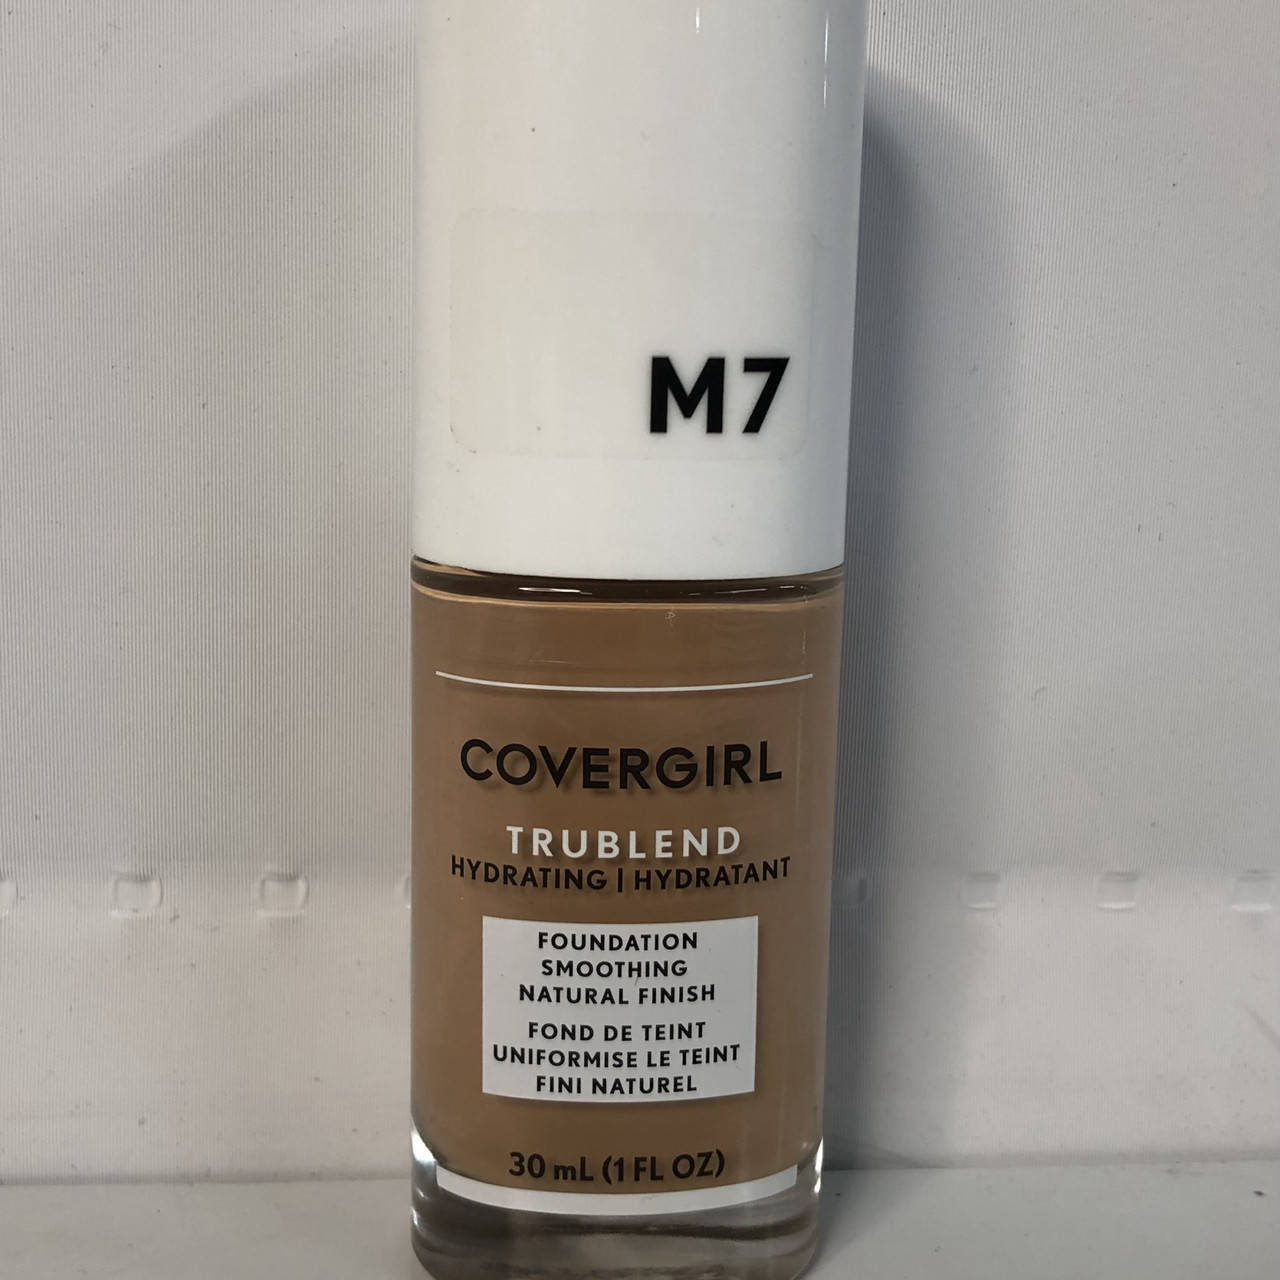 M7
COVERGIRL
TRUBLEND
HYDRATING | HYDRATANT
FOUNDATION
SMOOTHING
NATURAL FINISH
FOND DE TEINT
UNIFORMISE LE TEINT
FINI NATUREL
30 mL (1 FL OZ)